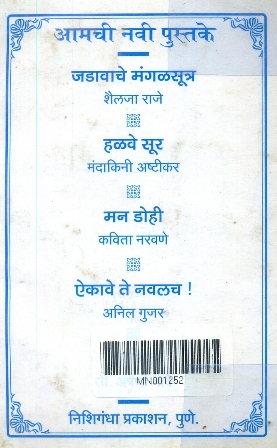 आमची नवी पुस्तके
जडावाचे मंगळसूत्र
शैलजा राजे
हळवे सूर
मंदाकिनी अष्टीकर
मन डोही
कविता नरवणे
ऐकावे ते नवलच !
अनिल गुजर
MN001252
निशिगंधा प्रकाशन, पुणे.